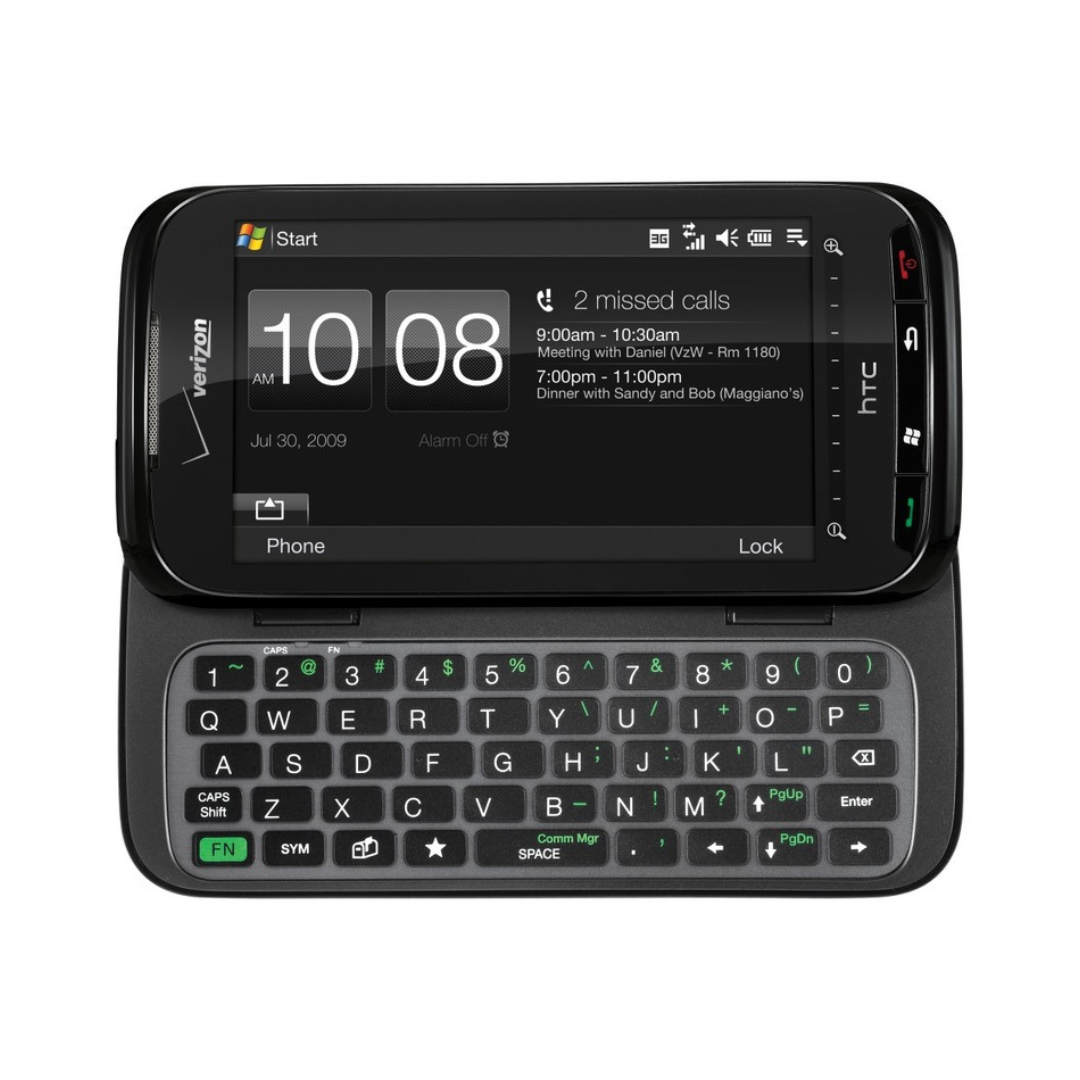 Start
3G
10 08
AM
2 missed calls
9:00am - 10:30am
Meeting with Daniel (VzW - Rm 1180)
7:00pm - 11:00pm
Dinner with Sandy and Bob (Maggiano's)
Jul 30, 2009
Alarm Off
Phone Lock
verizon
hTC
CAPS FN
1 ~ 2 @ 3 # 4 $ 5 % 6 ^ 7 & 8 * 9 ( 0 )
Q W E R T Y \ U / I + O - P =
A S D F G H ; J : K ' L "
CAPS Shift Z X C V B – N ! M ? PgUp Enter
FN SYM SPACE Comm Mgr . , PgDn